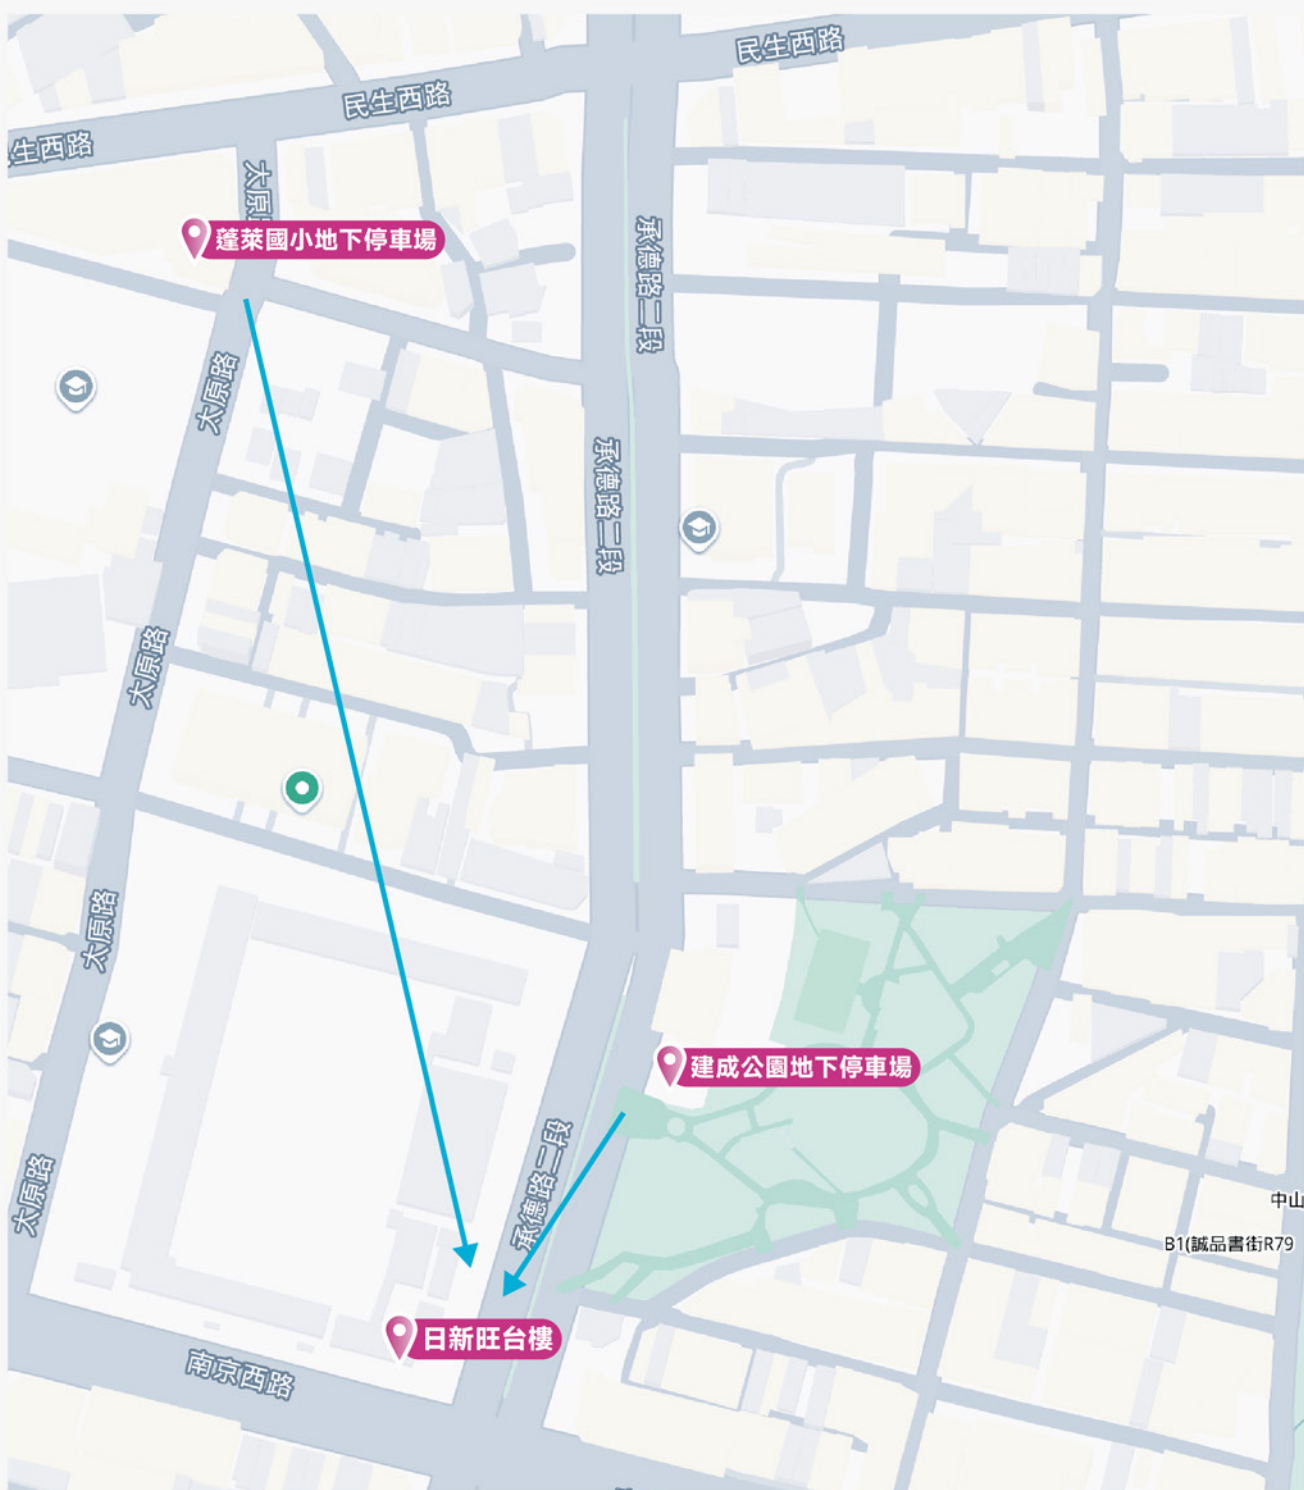 民生西路
民生西路
生西路
太原
蓬萊國小地下停車場
承德路二段
太原路
承德路二段
太原路
太原路
建成公園地下停車場
承德路二段
太原路
中山
B1(誠品書街R79
日新旺台樓
南京西路